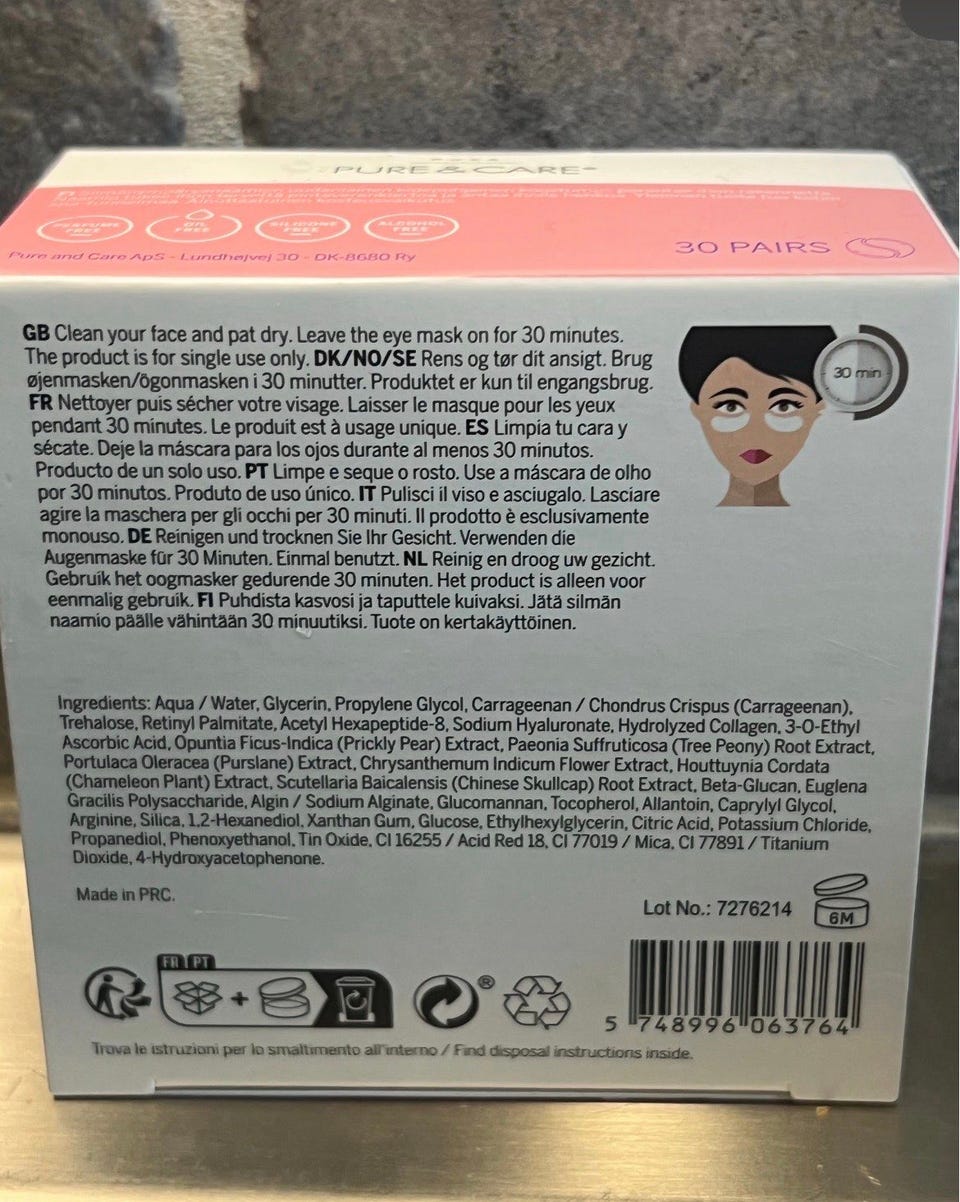 PURE & CARE
PERFUME FREE
OIL FREE
SILICONE FREE
ALCOHOL FREE
30 PAIRS
Pure and Care ApS - Lundhøjvej 30 - DK-8680 Ry
GB Clean your face and pat dry. Leave the eye mask on for 30 minutes.
The product is for single use only. DK/NO/SE Rens og tør dit ansigt. Brug
øjenmasken/ögonmasken i 30 minutter. Produktet er kun til engangsbrug.
FR Nettoyer puis sécher votre visage. Laisser le masque pour les yeux
pendant 30 minutes. Le produit est à usage unique. ES Limpia tu cara y
sécate. Deje la máscara para los ojos durante al menos 30 minutos.
Producto de un solo uso. PT Limpe e seque o rosto. Use a máscara de olho
por 30 minutos. Produto de uso único. IT Pulisci il viso e asciugalo. Lasciare
agire la maschera per gli occhi per 30 minuti. Il prodotto è esclusivamente
monouso. DE Reinigen und trocknen Sie Ihr Gesicht. Verwenden die
Augenmaske für 30 Minuten. Einmal benutzt. NL Reinig en droog uw gezicht.
Gebruik het oogmasker gedurende 30 minuten. Het product is alleen voor
eenmalig gebruik. FI Puhdista kasvosi ja taputtele kuivaksi. Jätä silmän
naamio päälle vähintään 30 minuutiksi. Tuote on kertakäyttöinen.
30 min
Ingredients: Aqua / Water, Glycerin, Propylene Glycol, Carrageenan / Chondrus Crispus (Carrageenan),
Trehalose, Retinyl Palmitate, Acetyl Hexapeptide-8, Sodium Hyaluronate, Hydrolyzed Collagen, 3-O-Ethyl
Ascorbic Acid, Opuntia Ficus-Indica (Prickly Pear) Extract, Paeonia Suffruticosa (Tree Peony) Root Extract,
Portulaca Oleracea (Purslane) Extract, Chrysanthemum Indicum Flower Extract, Houttuynia Cordata
(Chameleon Plant) Extract, Scutellaria Baicalensis (Chinese Skullcap) Root Extract, Beta-Glucan, Euglena
Gracilis Polysaccharide, Algin / Sodium Alginate, Glucomannan, Tocopherol, Allantoin, Caprylyl Glycol,
Arginine, Silica, 1,2-Hexanediol, Xanthan Gum, Glucose, Ethylhexylglycerin, Citric Acid, Potassium Chloride,
Propanediol, Phenoxyethanol, Tin Oxide, CI 16255 / Acid Red 18, CI 77019 / Mica, CI 77891 / Titanium
Dioxide, 4-Hydroxyacetophenone.
Made in PRC.
Lot No.: 7276214
6M
FR PT
+
®
5 748996 063764
Trova le istruzioni per lo smaltimento all'interno / Find disposal instructions inside.